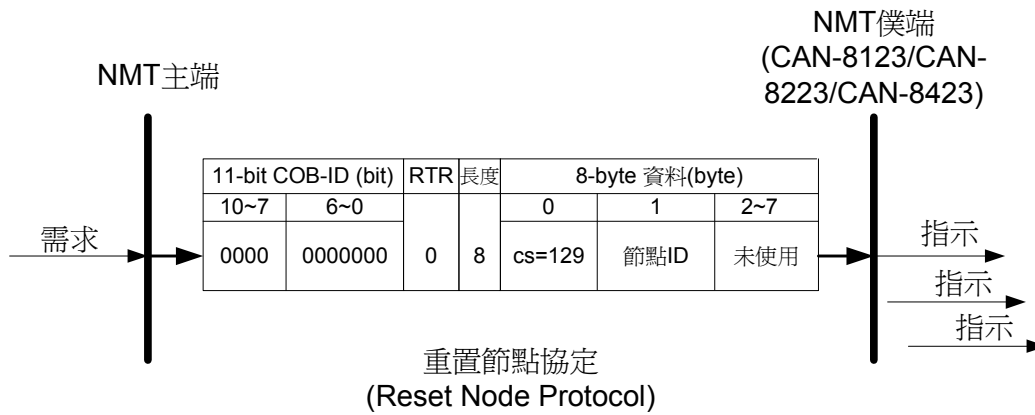 NMT僕端
(CAN-8123/CAN-
8223/CAN-8423)
NMT主端
11-bit COB-ID (bit) RTR 長度 8-byte 資料(byte)
10~7 6~0 0 1 2~7
0000 0000000 0 8 cs=129 節點ID 未使用
需求
指示
指示
指示
重置節點協定
(Reset Node Protocol)